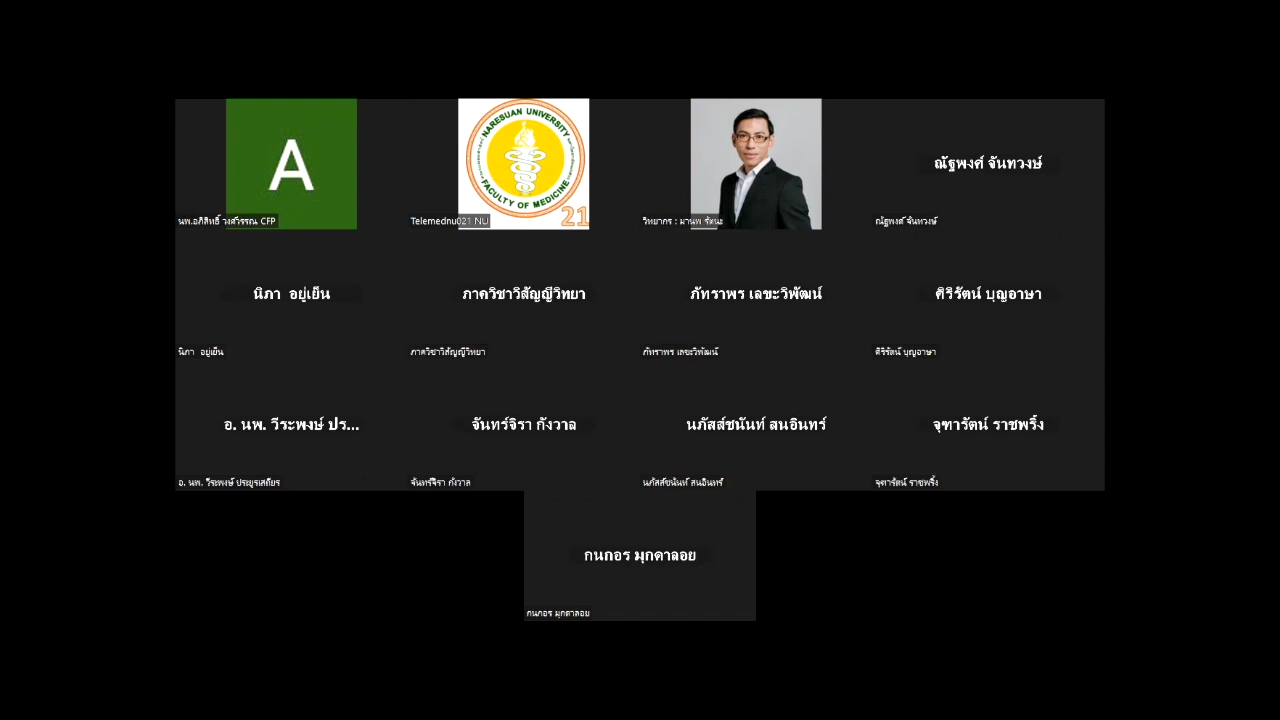 A
NARESUAN UNIVERSITY
FACULTY OF MEDICINE
21
ณัฐพงศ์ จันทวงษ์
นพ.อภิสิทธิ์ วงศ์วรรณ CFP
Telemednu021 NU
วิทยากร : มานพ รัตนะ
ณัฐพงศ์ จันทวงษ์
นิภา อยู่เย็น
ภาควิชาวิสัญญีวิทยา
ภัทราพร เลขะวิพัฒน์
ศิริรัตน์ บุญอาษา
นิภา อยู่เย็น
ภาควิชาวิสัญญีวิทยา
ภัทราพร เลขะวิพัฒน์
ศิริรัตน์ บุญอาษา
อ. นพ. วีระพงษ์ ปร...
จันทร์จิรา กังวาล
นภัสส์ชนันท์ สนอินทร์
จุฑารัตน์ ราชพริ้ง
อ. นพ. วีระพงษ์ ประยูรเสถียร
จันทร์จิรา กังวาล
นภัสส์ชนันท์ สนอินทร์
จุฑารัตน์ ราชพริ้ง
กนกอร มุกดาลอย
กนกอร มุกดาลอย